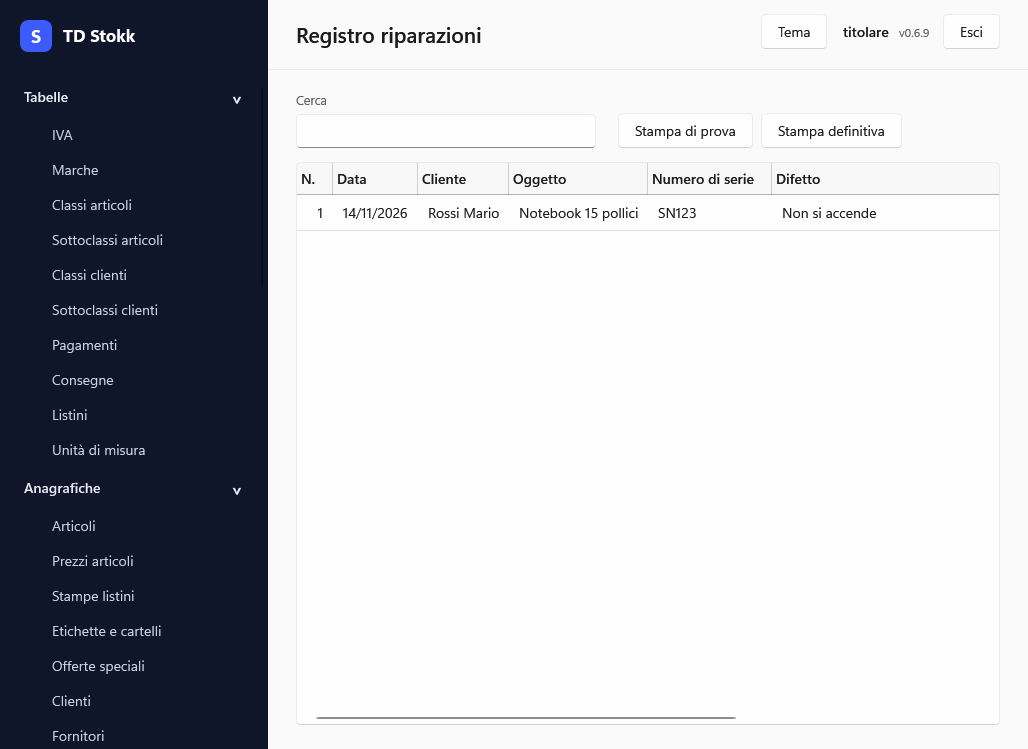 S TD Stokk
Registro riparazioni
Tema
titolare v0.6.9
Esci
Tabelle
IVA
Marche
Classi articoli
Sottoclassi articoli
Classi clienti
Sottoclassi clienti
Pagamenti
Consegne
Listini
Unità di misura
Anagrafiche
Articoli
Prezzi articoli
Stampe listini
Etichette e cartelli
Offerte speciali
Clienti
Fornitori
Cerca
Stampa di prova
Stampa definitiva
N. Data Cliente Oggetto Numero di serie Difetto
1 14/11/2026 Rossi Mario Notebook 15 pollici SN123 Non si accende